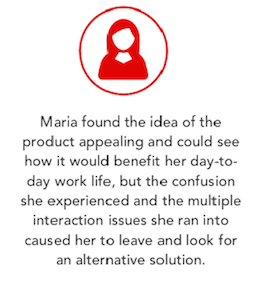 Maria found the idea of the
product appealing and could see
how it would benefit her day-to-
day work life, but the confusion
she experienced and the multiple
interaction issues she ran into
caused her to leave and look for
an alternative solution.